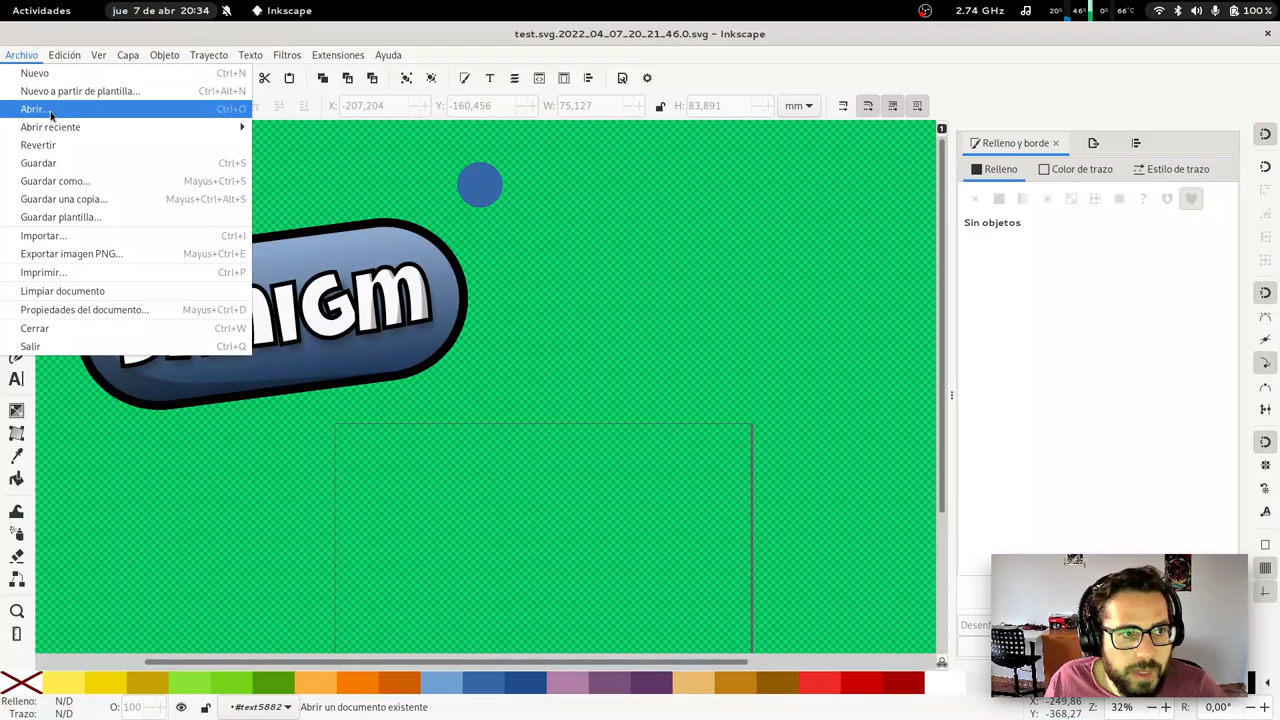 Actividades
jue 7 de abr 20:34
Inkscape
2.74 GHz
20%
46%
0%
66°C
100 %
test.svg.2022_04_07_20_21_46.0.svg - Inkscape
Archivo Edición Ver Capa Objeto Trayecto Texto Filtros Extensiones Ayuda
Nuevo Ctrl+N
Nuevo a partir de plantilla... Ctrl+Alt+N
Abrir... Ctrl+O
Abrir reciente
Revertir
Guardar Ctrl+S
Guardar como... Mayús+Ctrl+S
Guardar una copia... Mayús+Ctrl+Alt+S
Guardar plantilla...
Importar... Ctrl+I
Exportar imagen PNG... Mayús+Ctrl+E
Imprimir... Ctrl+P
Limpiar documento
Propiedades del documento... Mayús+Ctrl+D
Cerrar Ctrl+W
Salir Ctrl+Q
X: -207,204 Y: -160,456 W: 75,127 H: 83,891 mm
1
Relleno y borde
Relleno Color de trazo Estilo de trazo
Sin objetos
Relleno: N/D
Trazo: N/D
O: 100
•#text5882
Abrir un documento existente
X: -249,86
Y: -368,27
Z: 32%
R: 0,00°